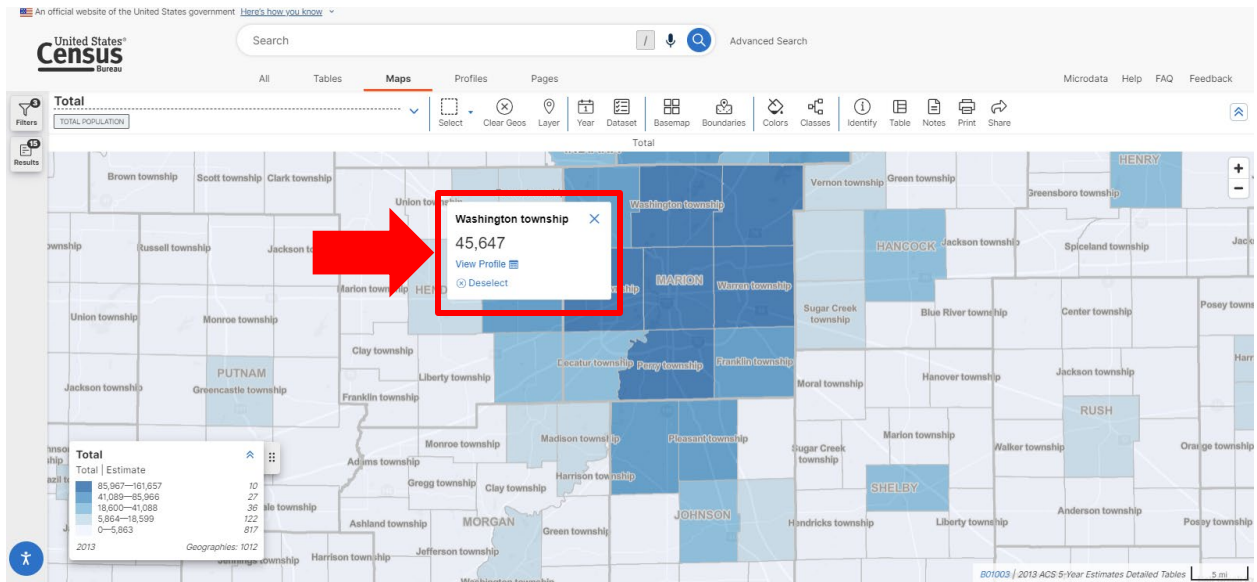 An official website of the United States government Here's how you know
United States®
Census
Bureau
Search
/
Advanced Search
All Tables Maps Profiles Pages
Microdata Help FAQ Feedback
3
Filters
15
Results
Total
TOTAL POPULATION
Select Clear Geos Layer Year Dataset Basemap Boundaries Colors Classes Identify Table Notes Print Share
Total
HENRY
Brown township Scott township Clark township
Vernon township Green township
Greensboro township
Washington township
Washington township
45,647
View Profile
Deselect
Russell township
HANCOCK Jackson township
Spiceland township
MARION Warren township
Marion township
Union township Monroe township
Sugar Creek
township
Blue River township
Center township
Clay township
Decatur township Perry township Franklin township
PUTNAM
Jackson township Greencastle township
Liberty township
Franklin township
Moral township Hanover township
Jackson township
RUSH
Monroe township Madison township Pleasant township
Sugar Creek
township
Marion township
Walker township
Orange township
Adams township
Gregg township Clay township Harrison township
SHELBY
Anderson township
Ashland township MORGAN Green township JOHNSON
Hendricks township Liberty township
Posey township
Jefferson township
Harrison township
Jennings township
Washington township
Total
Total | Estimate
85,967—161,657 10
41,089—85,966 27
18,600—41,088 36
5,864—18,599 122
0—5,863 817
2013 Geographies: 1012
B01003 | 2013 ACS 5-Year Estimates Detailed Tables
5 mi